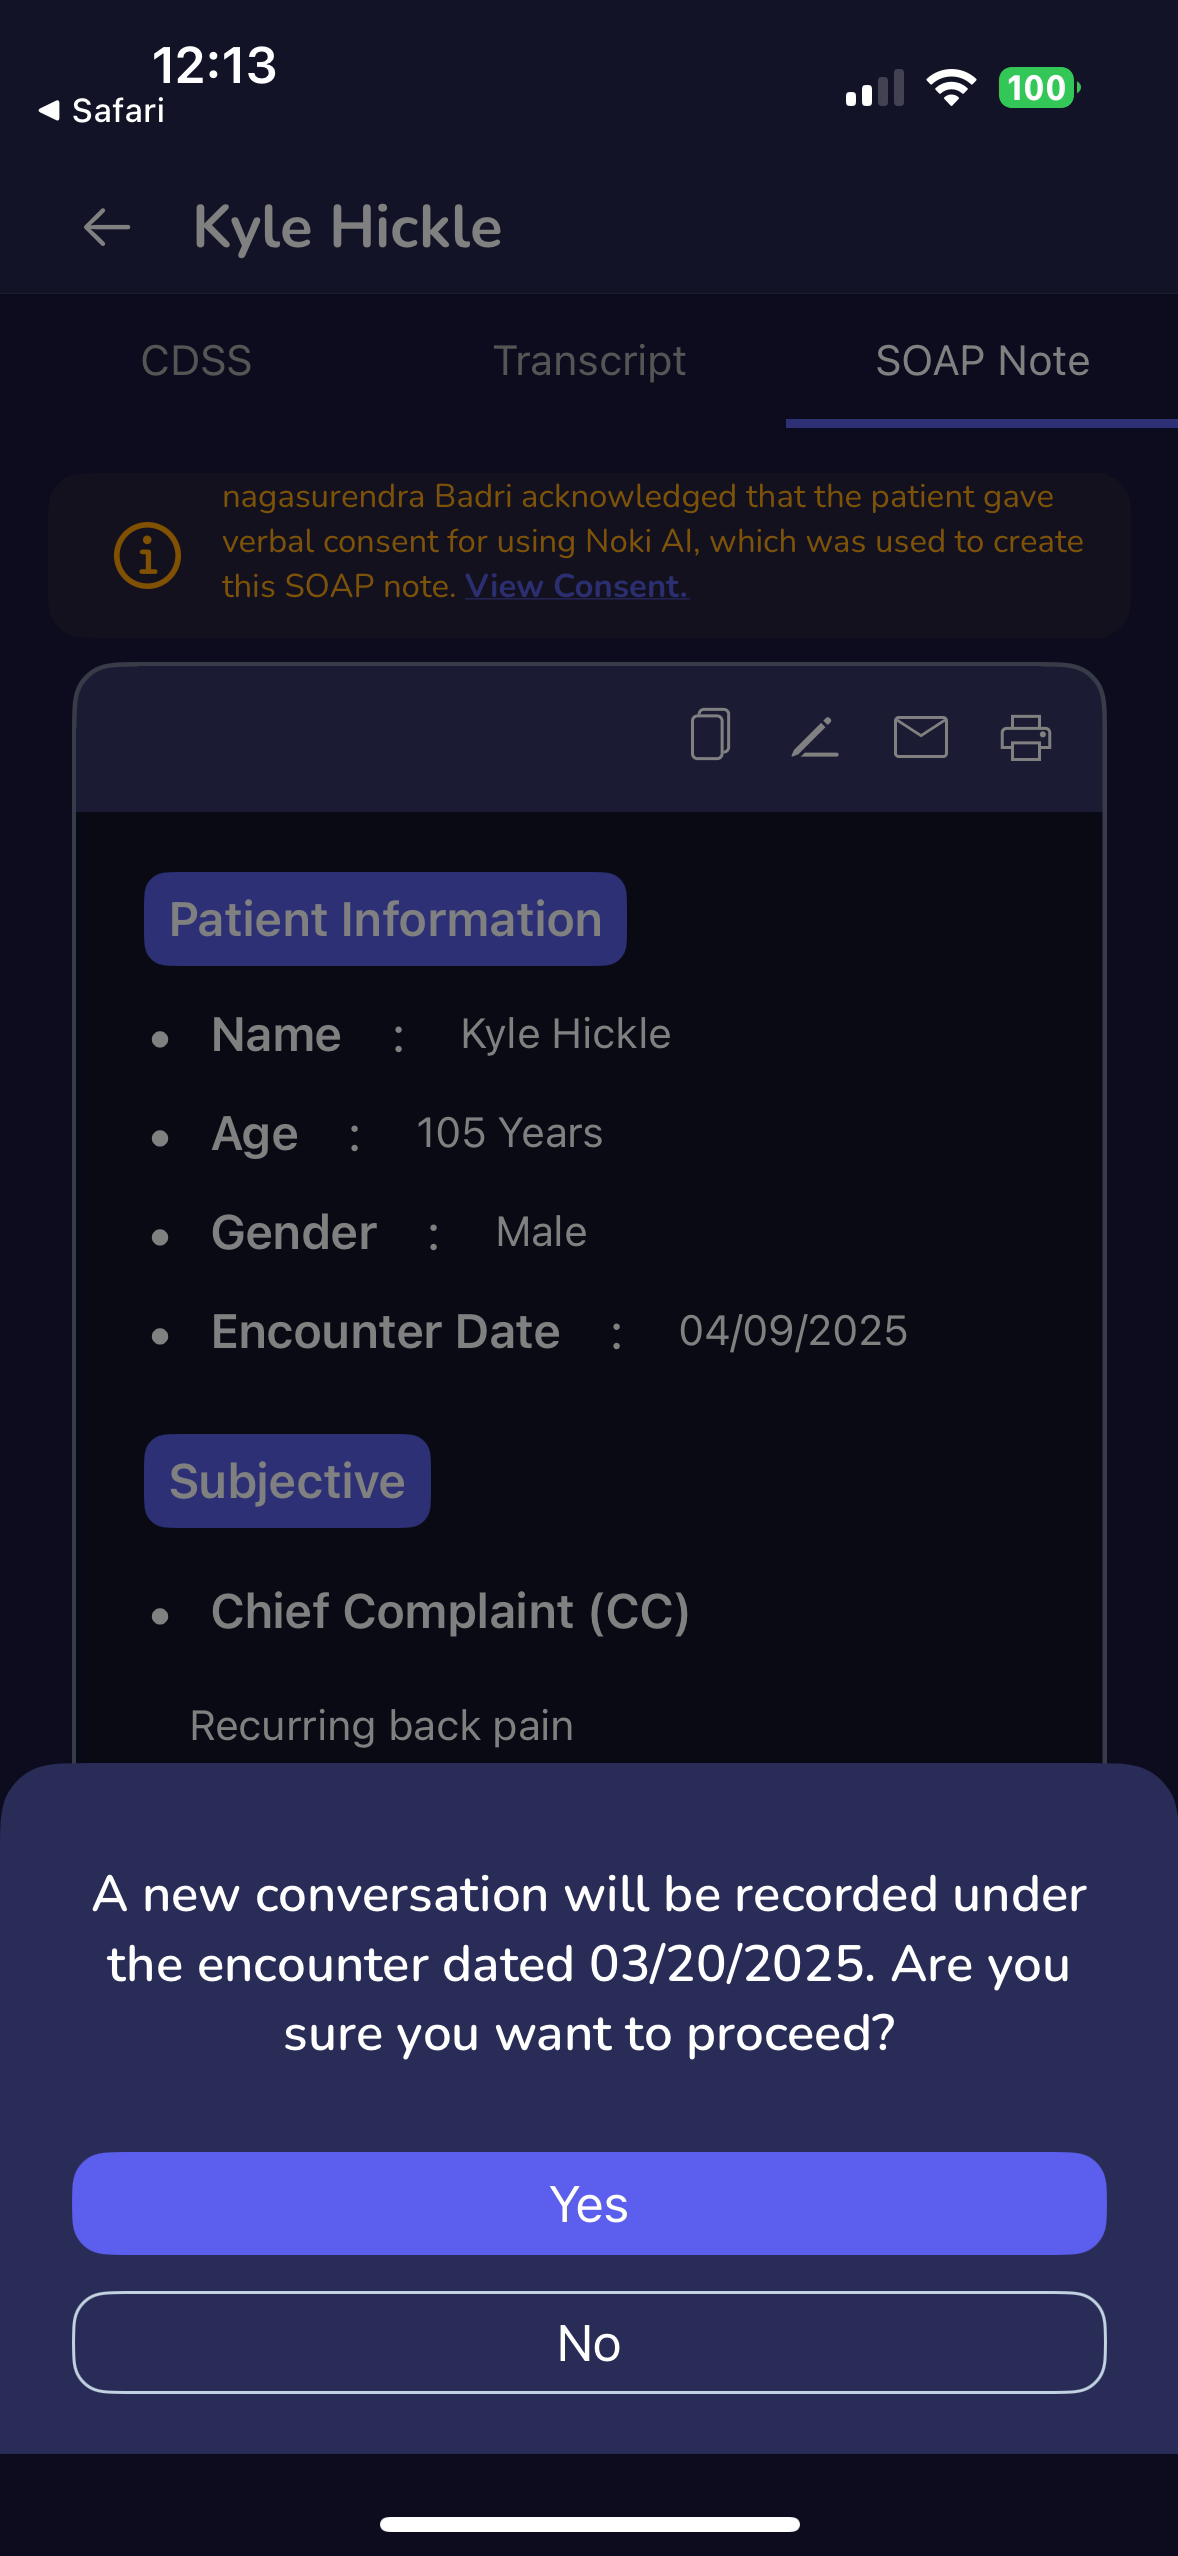 12:13
100
◀ Safari
Kyle Hickle
CDSS
Transcript
SOAP Note
nagasurendra Badri acknowledged that the patient gave
verbal consent for using Noki AI, which was used to create
this SOAP note. View Consent.
Patient Information
• Name : Kyle Hickle
• Age : 105 Years
• Gender : Male
• Encounter Date : 04/09/2025
Subjective
• Chief Complaint (CC)
Recurring back pain
A new conversation will be recorded under
the encounter dated 03/20/2025. Are you
sure you want to proceed?
Yes
No